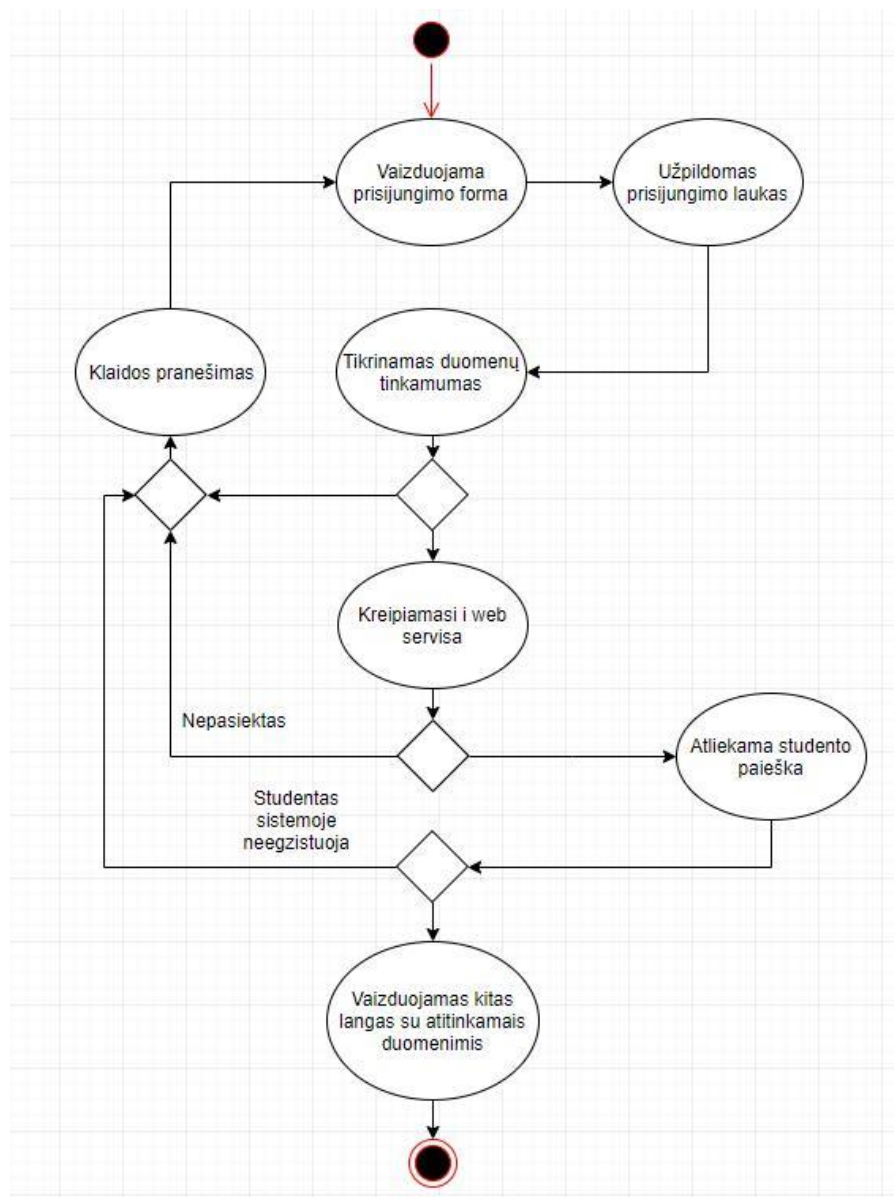 Vaizduojama
prisijungimo forma
Užpildomas
prisijungimo laukas
Klaidos pranešimas
Tikrinamas duomenų
tinkamumas
Kreipiamasi i web
servisa
Nepasiektas
Atliekama studento
paieška
Studentas
sistemoje
neegzistuoja
Vaizduojamas kitas
langas su atitinkamais
duomenimis